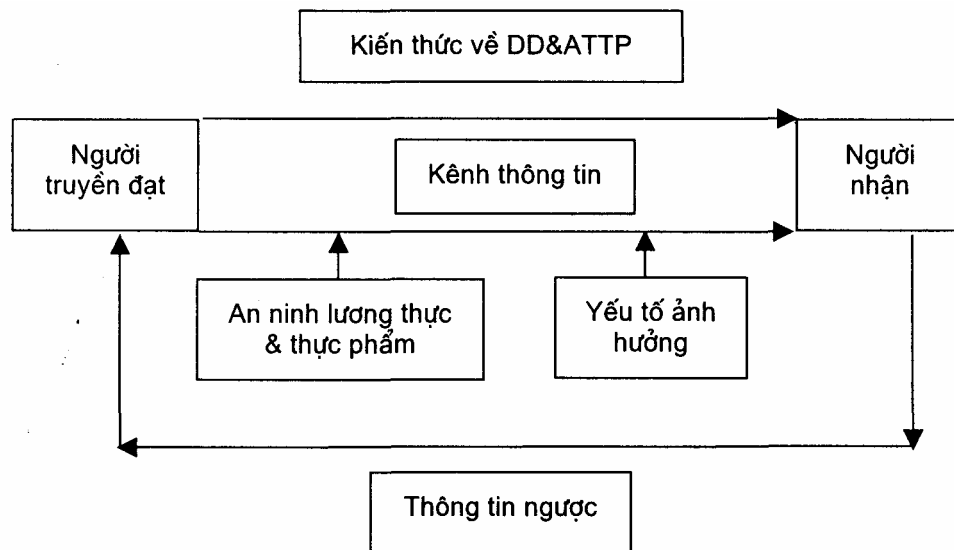 Kiến thức về DD&ATTP
Người
truyền đạt
Kênh thông tin
Người
nhận
An ninh lương thực
& thực phẩm
Yếu tố ảnh
hưởng
Thông tin ngược